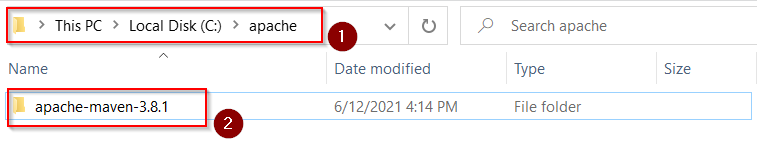 This PC > Local Disk (C:) > apache 1 Search apache
Name Date modified Type Size
apache-maven-3.8.1 6/12/2021 4:14 PM File folder
2